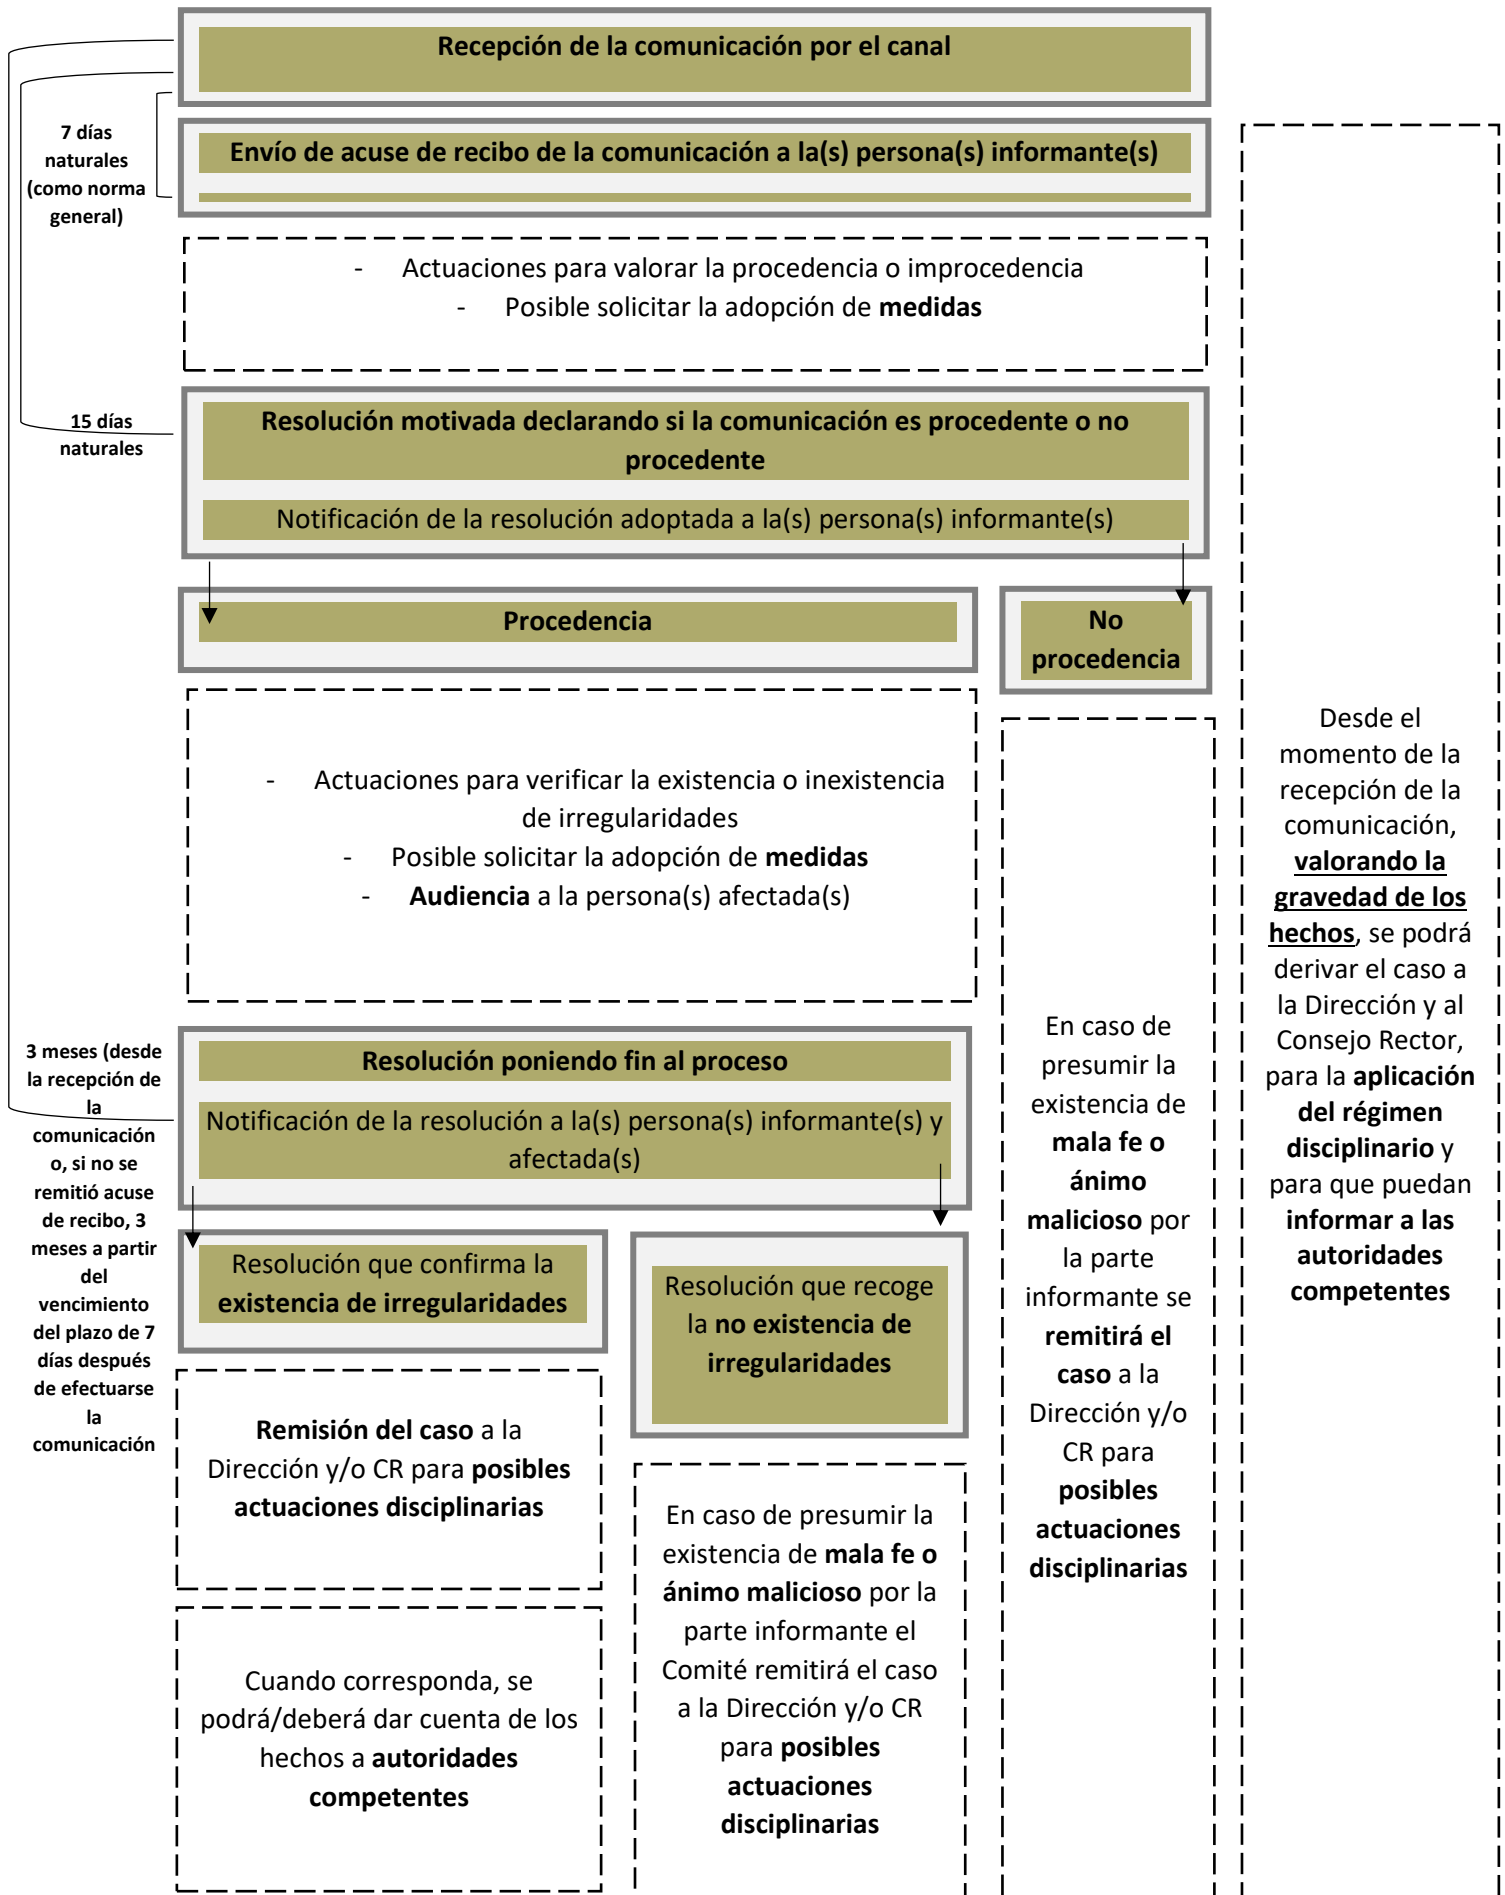 Recepción de la comunicación por el canal
7 días
naturales
(como norma
general)
Envío de acuse de recibo de la comunicación a la(s) persona(s) informante(s)
- Actuaciones para valorar la procedencia o improcedencia
- Posible solicitar la adopción de medidas
15 días
naturales
Resolución motivada declarando si la comunicación es procedente o no
procedente
Notificación de la resolución adoptada a la(s) persona(s) informante(s)
Procedencia
No
procedencia
- Actuaciones para verificar la existencia o inexistencia
de irregularidades
- Posible solicitar la adopción de medidas
- Audiencia a la persona(s) afectada(s)
3 meses (desde
la recepción de
la
comunicación
o, si no se
remitió acuse
de recibo, 3
meses a partir
del
vencimiento
del plazo de 7
días después
de efectuarse
la
comunicación
Resolución poniendo fin al proceso
Notificación de la resolución a la(s) persona(s) informante(s) y
afectada(s)
Resolución que confirma la
existencia de irregularidades
Remisión del caso a la
Dirección y/o CR para posibles
actuaciones disciplinarias
Cuando corresponda, se
podrá/deberá dar cuenta de los
hechos a autoridades
competentes
Resolución que recoge
la no existencia de
irregularidades
En caso de presumir la
existencia de mala fe o
ánimo malicioso por la
parte informante el
Comité remitirá el caso
a la Dirección y/o CR
para posibles
actuaciones
disciplinarias
En caso de
presumir la
existencia de
mala fe o
ánimo
malicioso por
la parte
informante se
remitirá el
caso a la
Dirección y/o
CR para
posibles
actuaciones
disciplinarias
Desde el
momento de la
recepción de la
comunicación,
valorando la
gravedad de los
hechos, se podrá
derivar el caso a
la Dirección y al
Consejo Rector,
para la aplicación
del régimen
disciplinario y
para que puedan
informar a las
autoridades
competentes